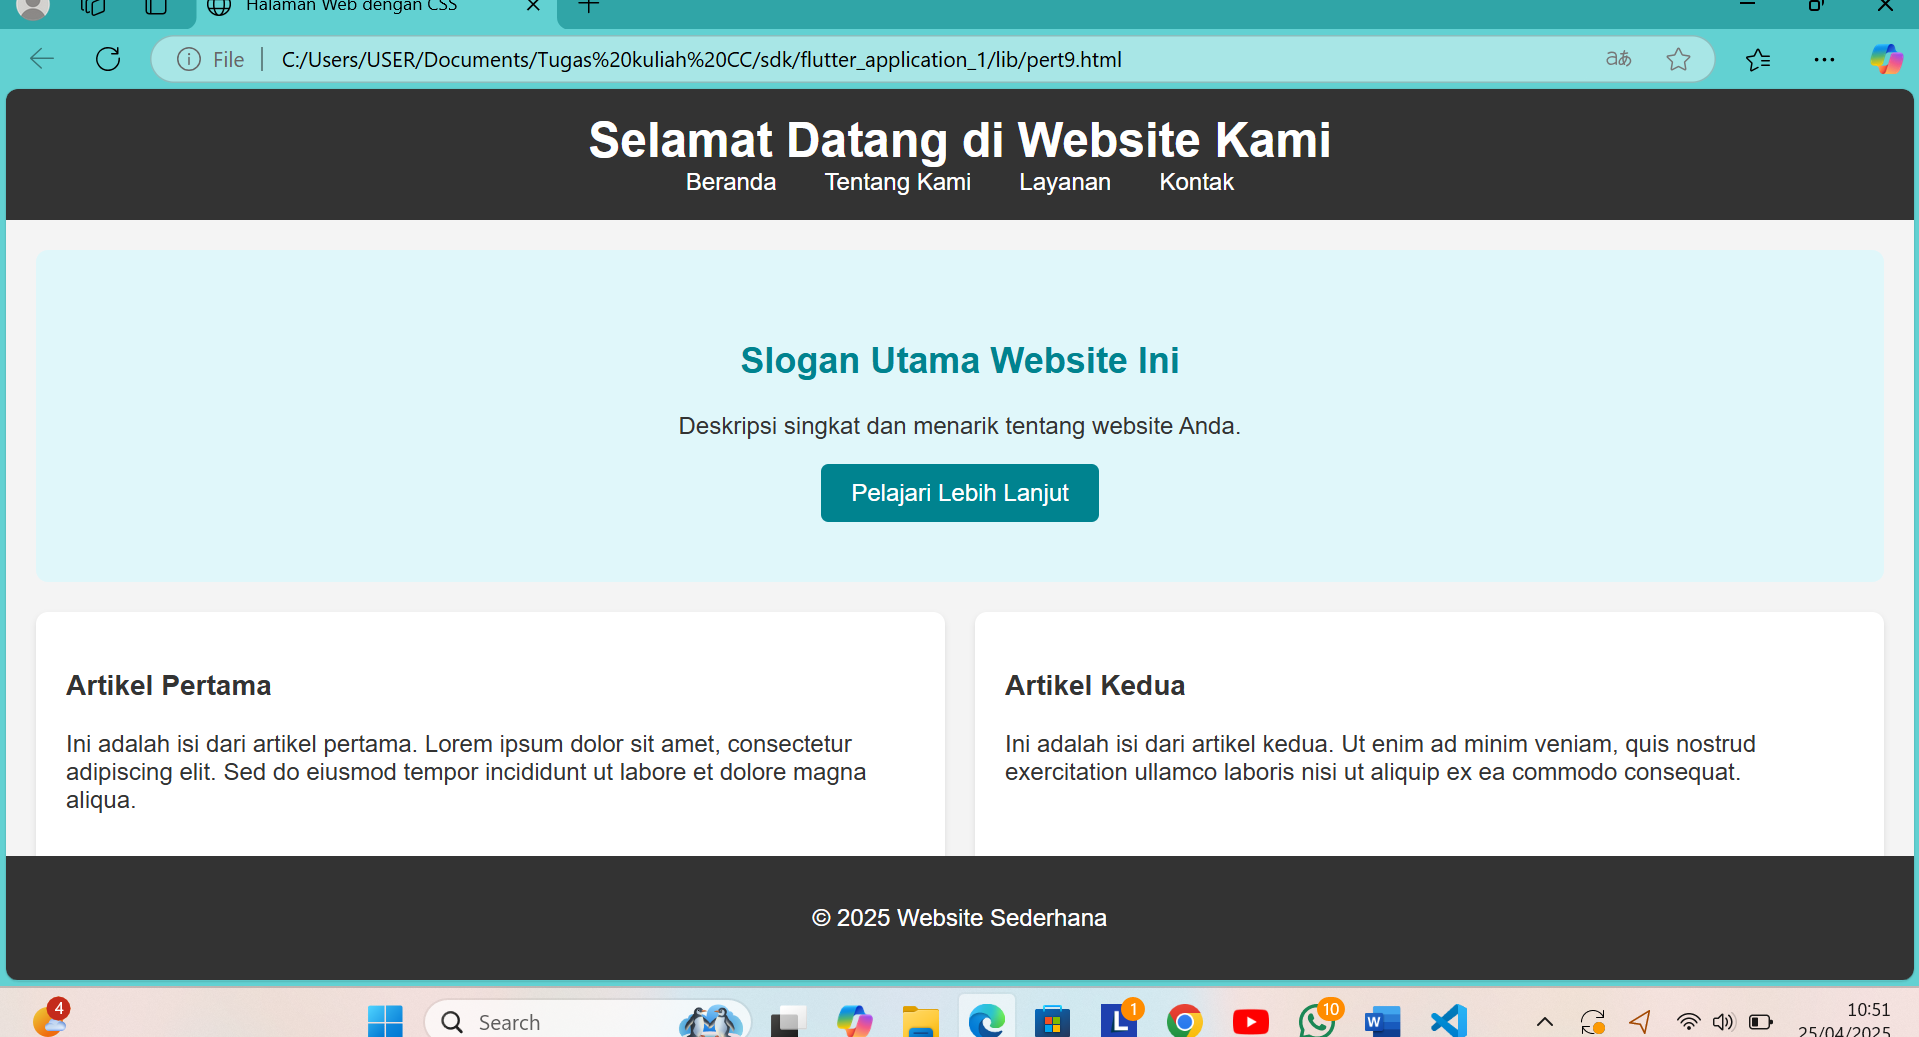 Halaman Web dengan CSS
File
C:/Users/USER/Documents/Tugas%20kuliah%20CC/sdk/flutter_application_1/lib/pert9.html
aあ
Selamat Datang di Website Kami
Beranda Tentang Kami Layanan Kontak
Slogan Utama Website Ini
Deskripsi singkat dan menarik tentang website Anda.
Pelajari Lebih Lanjut
Artikel Pertama
Ini adalah isi dari artikel pertama. Lorem ipsum dolor sit amet, consectetur
adipiscing elit. Sed do eiusmod tempor incididunt ut labore et dolore magna
aliqua.
Artikel Kedua
Ini adalah isi dari artikel kedua. Ut enim ad minim veniam, quis nostrud
exercitation ullamco laboris nisi ut aliquip ex ea commodo consequat.
© 2025 Website Sederhana
4
Search
L
1
10
W
10:51
25/04/2025